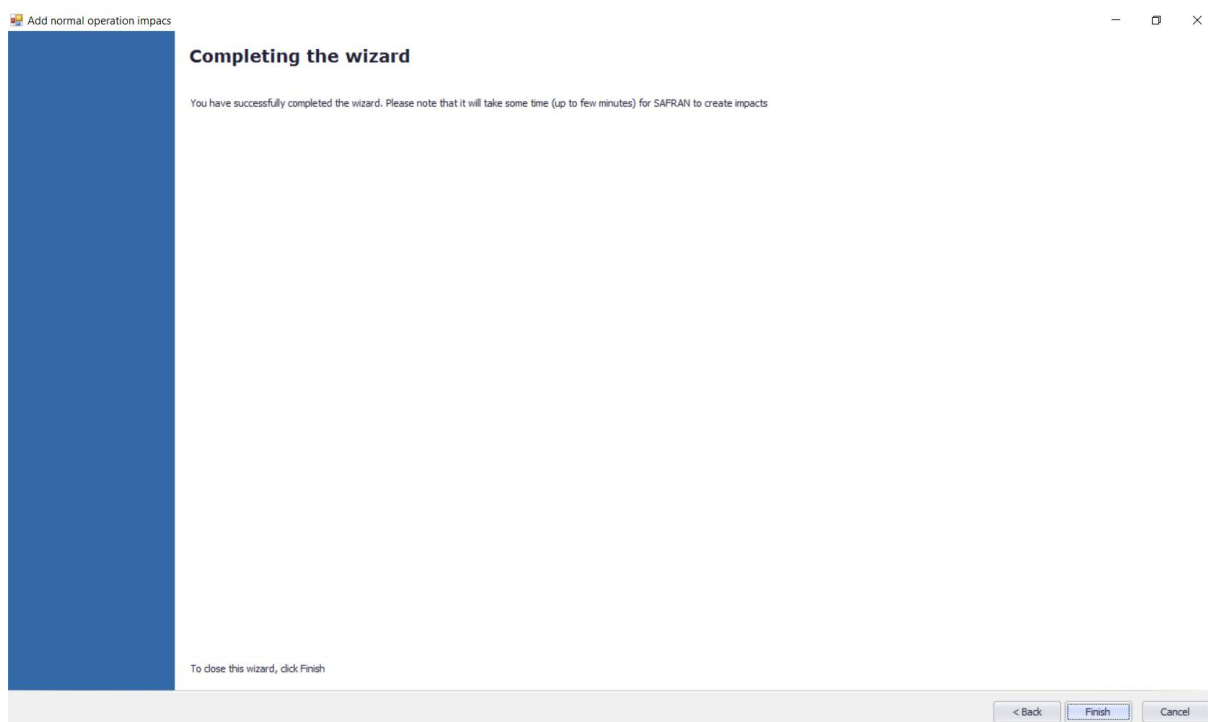 Add normal operation impacs
Completing the wizard
You have successfully completed the wizard. Please note that it will take some time (up to few minutes) for SAFRAN to create impacts
To close this wizard, click Finish
< Back Finish Cancel